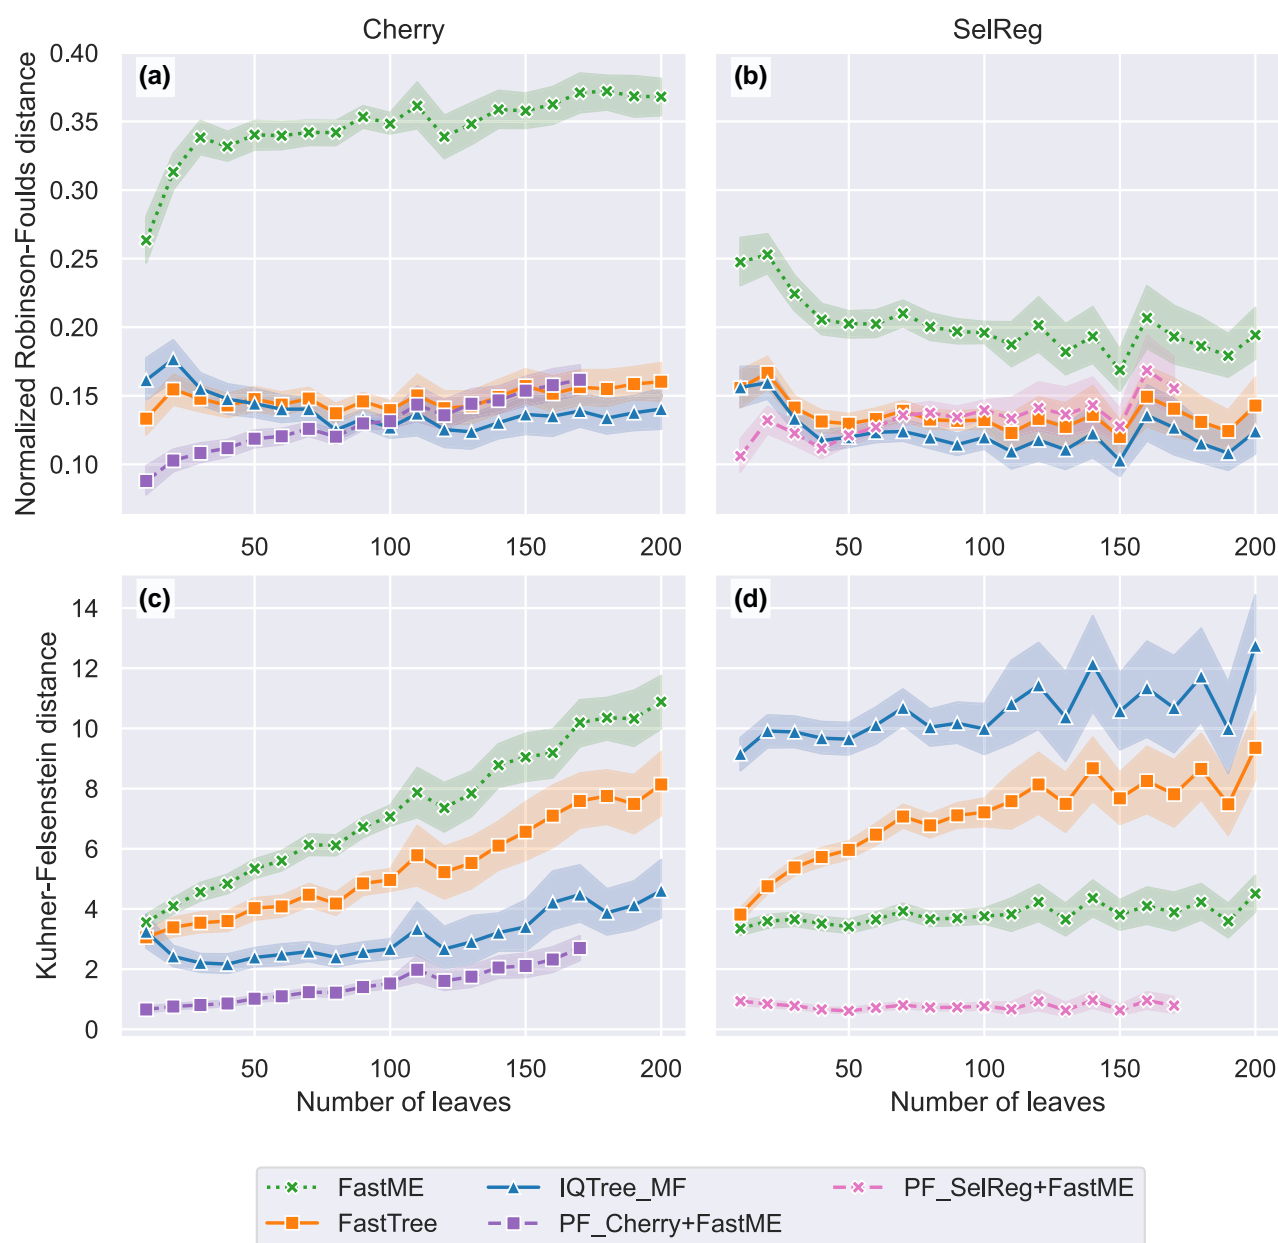 Cherry
SelReg
Normalized Robinson-Foulds distance
0.40
0.35
0.30
0.25
0.20
0.15
0.10
(a)
(b)
50
100
150
200
50
100
150
200
Kuhner-Felsenstein distance
14
12
10
8
6
4
2
0
(c)
(d)
50
100
150
200
50
100
150
200
Number of leaves
Number of leaves
FastME
IQTree_MF
PF_SelReg+FastME
FastTree
PF_Cherry+FastME